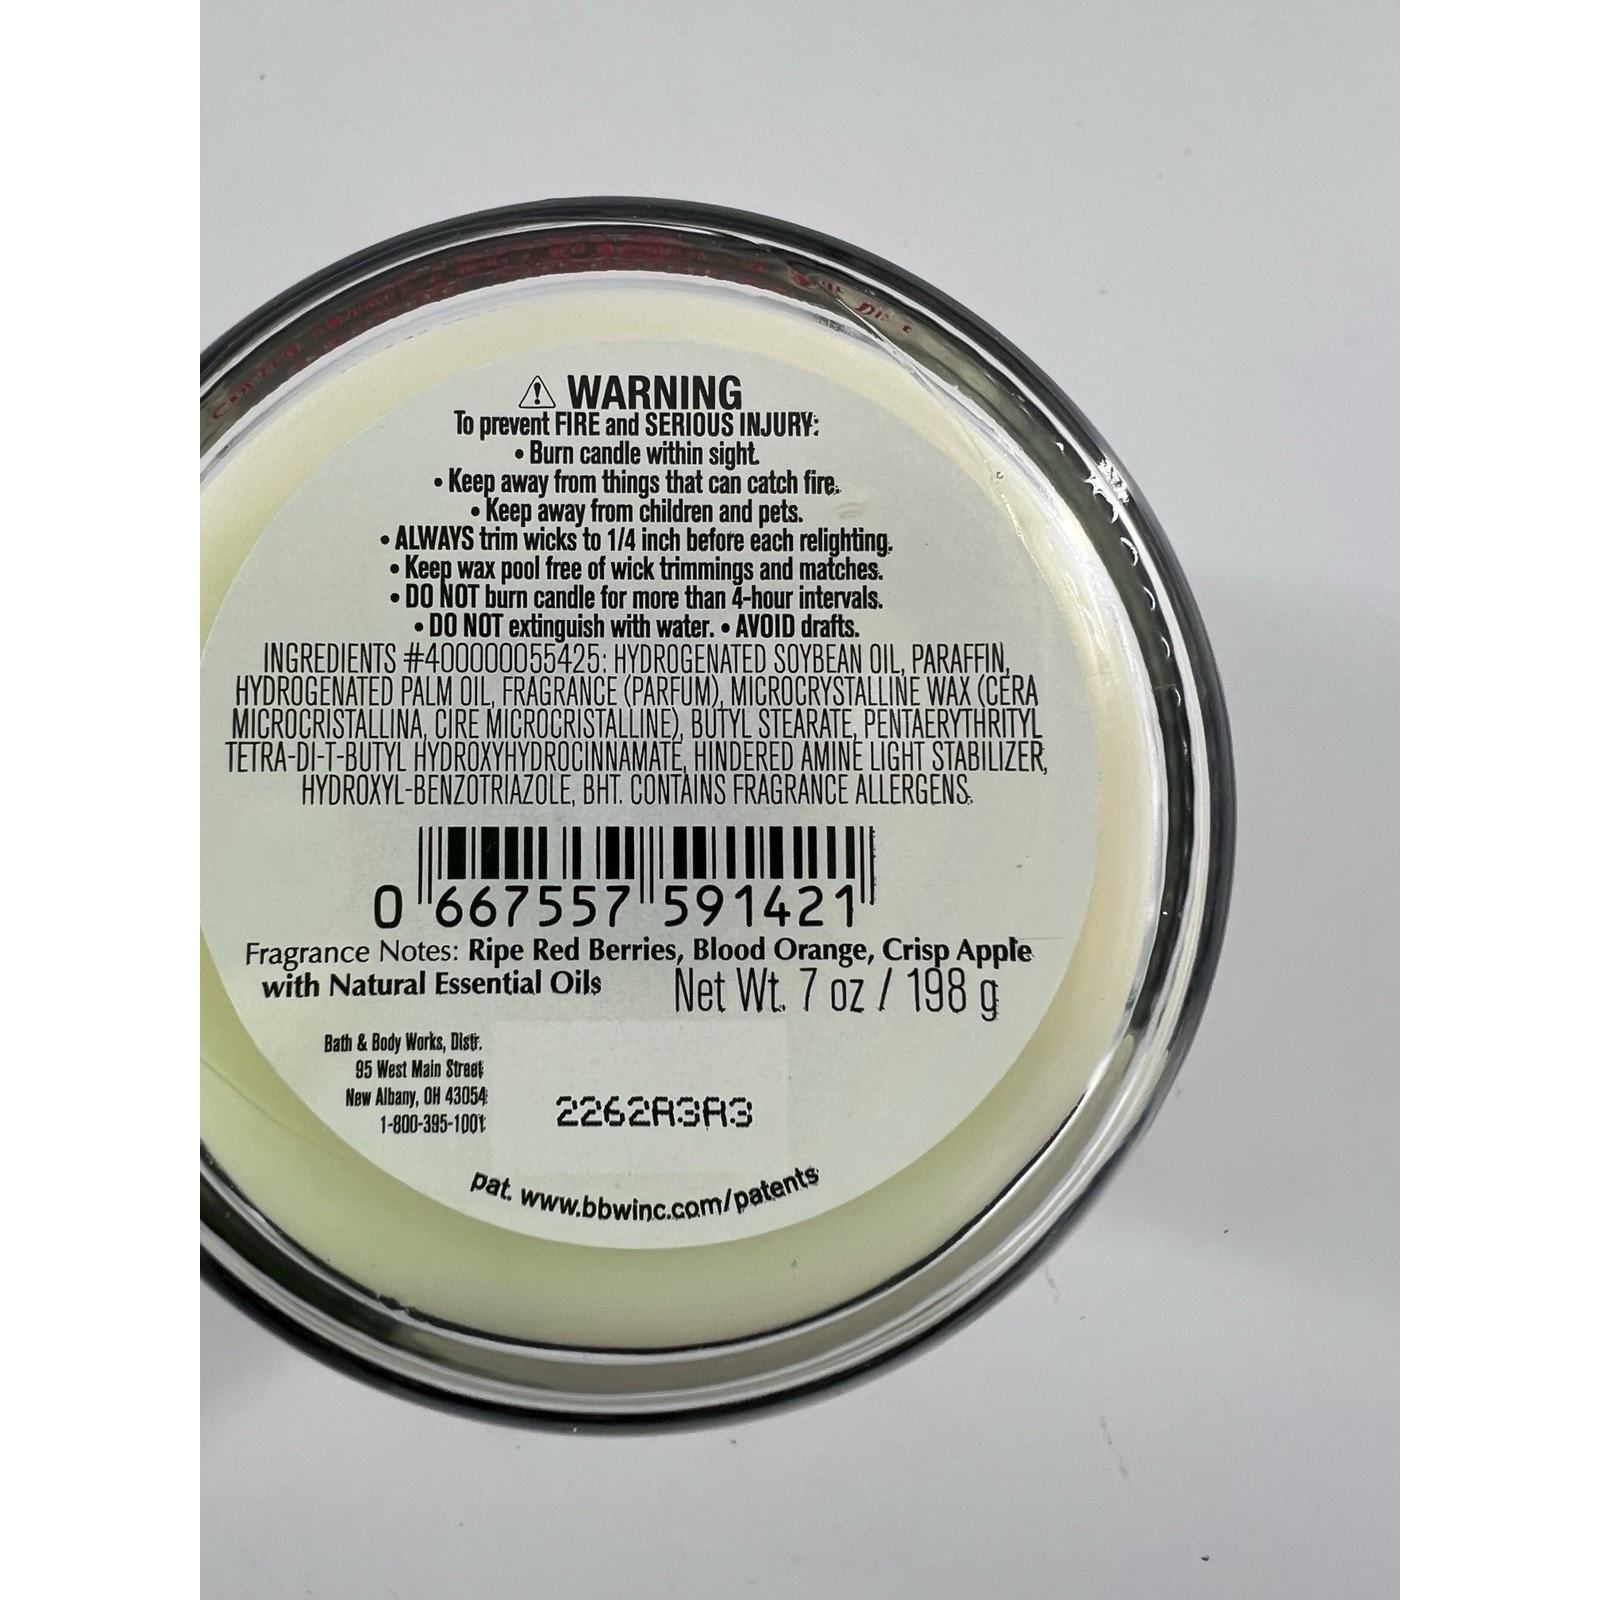 ⚠ WARNING
To prevent FIRE and SERIOUS INJURY:
• Burn candle within sight.
• Keep away from things that can catch fire.
• Keep away from children and pets.
• ALWAYS trim wicks to 1/4 inch before each relighting.
• Keep wax pool free of wick trimmings and matches.
• DO NOT burn candle for more than 4-hour intervals.
• DO NOT extinguish with water. • AVOID drafts.
INGREDIENTS #400000055425: HYDROGENATED SOYBEAN OIL, PARAFFIN,
HYDROGENATED PALM OIL, FRAGRANCE (PARFUM), MICROCRYSTALLINE WAX (CERA
MICROCRISTALLINA, CIRE MICROCRISTALLINE), BUTYL STEARATE, PENTAERYTHRITYL
TETRA-DI-T-BUTYL HYDROXYHYDROCINNAMATE, HINDERED AMINE LIGHT STABILIZER,
HYDROXYL-BENZOTRIAZOLE, BHT. CONTAINS FRAGRANCE ALLERGENS.
0 667557 591421
Fragrance Notes: Ripe Red Berries, Blood Orange, Crisp Apple
with Natural Essential Oils
Net Wt. 7 oz / 198 g
Bath & Body Works, Distr.
95 West Main Street
New Albany, OH 43054
1-800-395-1001
2262A3A3
pat. www.bbwinc.com/patents